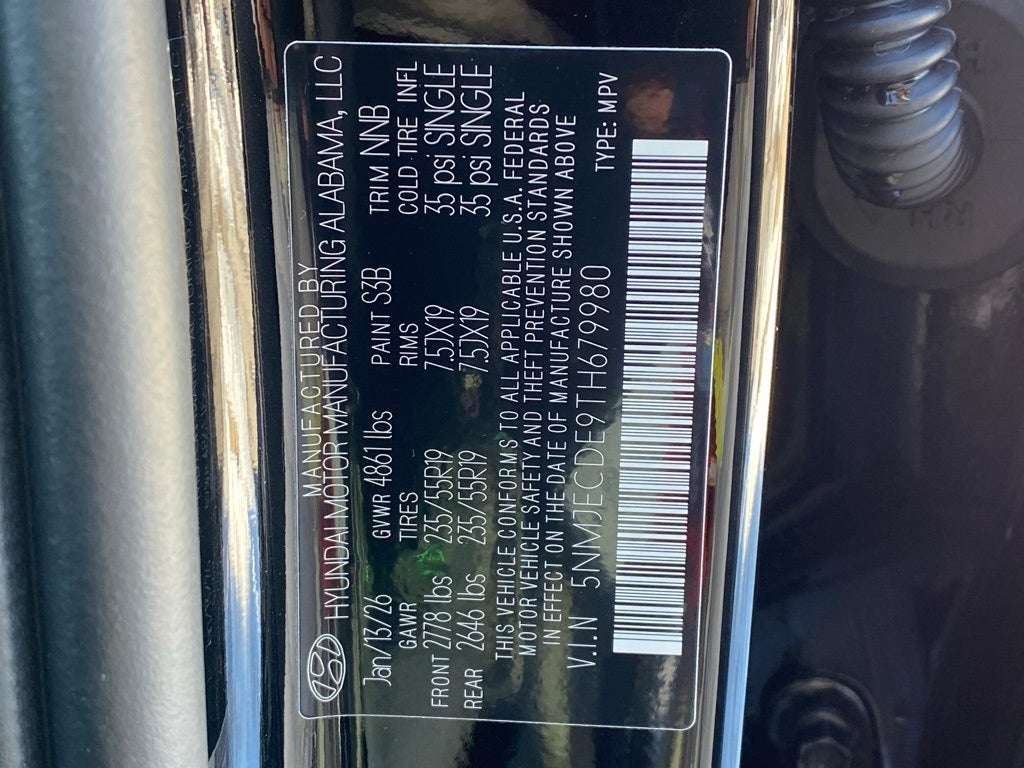 MANUFACTURED BY
HYUNDAI MOTOR MANUFACTURING ALABAMA, LLC
Jan/13/26 GVWR 4861 lbs PAINT S3B TRIM NNB
GAWR TIRES RIMS COLD TIRE INFL
FRONT 2778 lbs 235/55R19 7.5JX19 35 psi SINGLE
REAR 2646 lbs 235/55R19 7.5JX19 35 psi SINGLE
THIS VEHICLE CONFORMS TO ALL APPLICABLE U.S.A. FEDERAL
MOTOR VEHICLE SAFETY AND THEFT PREVENTION STANDARDS
IN EFFECT ON THE DATE OF MANUFACTURE SHOWN ABOVE
V.I.N 5NMJECDE9TH679980 TYPE: MPV